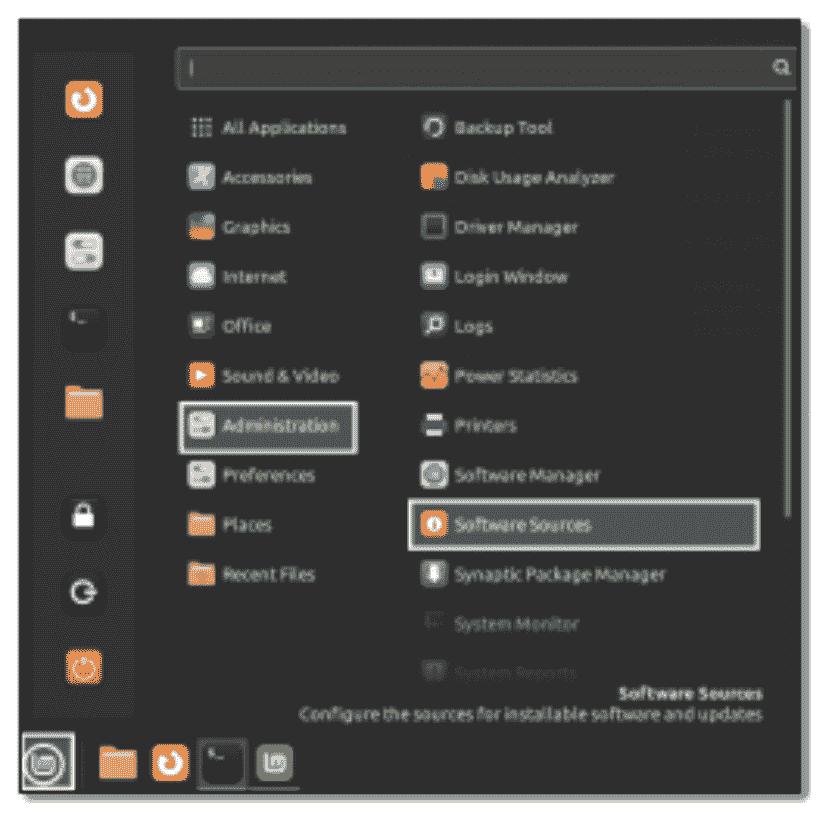 All Applications
Accessories
Graphics
Internet
Office
Sound & Video
Administration
Preferences
Places
Recent Files
Backup Tool
Disk Usage Analyzer
Driver Manager
Login Window
Logs
Power Statistics
Printers
Software Manager
Software Sources
Synaptic Package Manager
System Monitor
System Reports
Software Sources
Configure the sources for installable software and updates